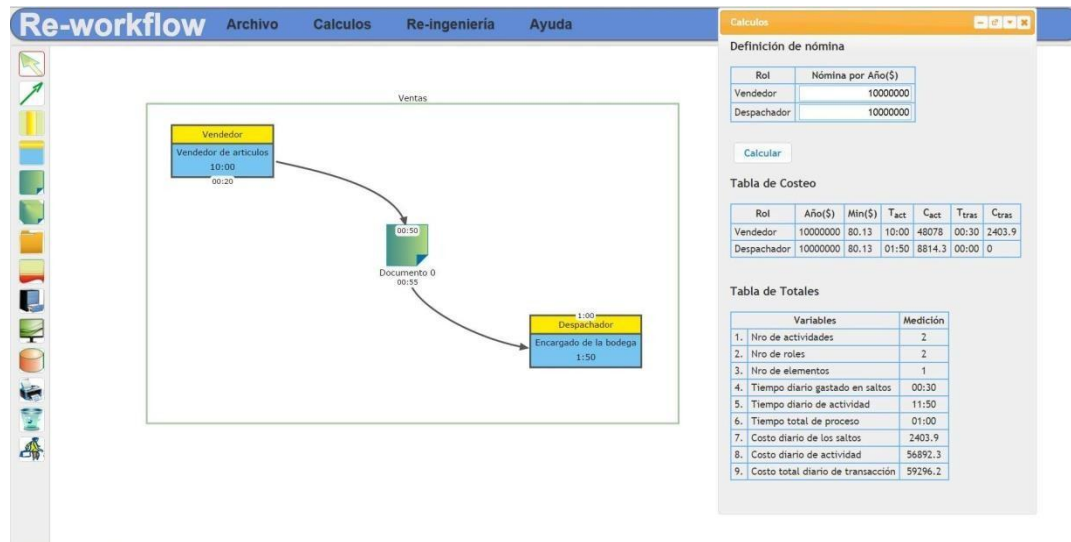 Re-workflow Archivo Calculos Re-ingeniería Ayuda
Ventas
Vendedor
Vendedor de articulos
10:00
00:20
00:50
Documento 0
00:55
1:00
Despachador
Encargado de la bodega
1:50
Calculos
Definición de nómina
Rol Nómina por Año($)
Vendedor 10000000
Despachador 10000000
Calcular
Tabla de Costeo
Rol Año($) Min($) Tact Cact Ttras Ctras
Vendedor 10000000 80.13 10:00 48078 00:30 2403.9
Despachador 10000000 80.13 01:50 8814.3 00:00 0
Tabla de Totales
Variables Medición
1. Nro de actividades 2
2. Nro de roles 2
3. Nro de elementos 1
4. Tiempo diario gastado en saltos 00:30
5. Tiempo diario de actividad 11:50
6. Tiempo total de proceso 01:00
7. Costo diario de los saltos 2403.9
8. Costo diario de actividad 56892.3
9. Costo total diario de transacción 59296.2